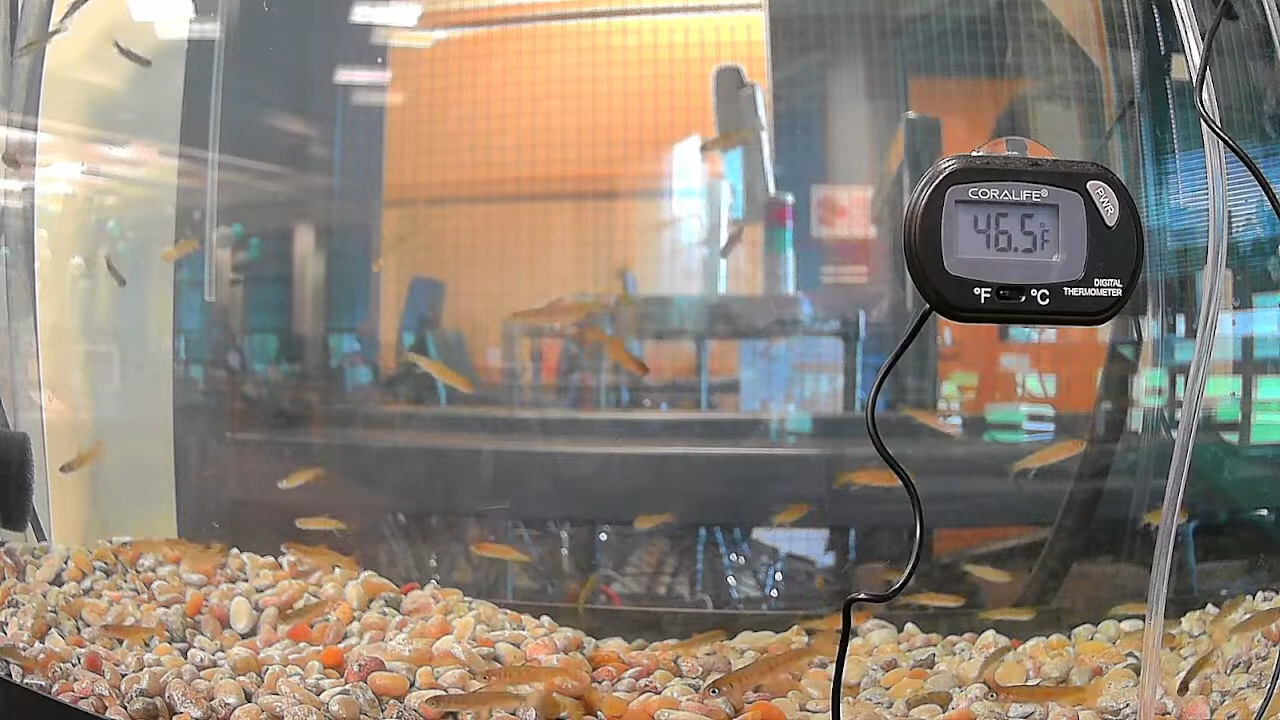 CORALIFE®
PWR
46.5°F
°F °C
DIGITAL
THERMOMETER